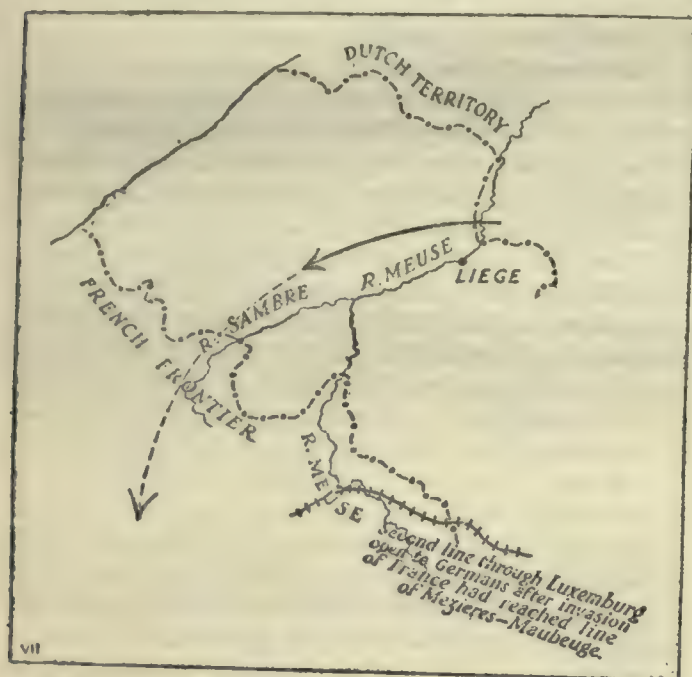 DUTCH TERRITORY
R. MEUSE
LIEGE
R. SAMBRE
FRENCH FRONTIER
R. MEUSE
Second line through Luxemburg
open to Germans after invasion
of France had reached line
of Mezieres–Maubeuge.
VII